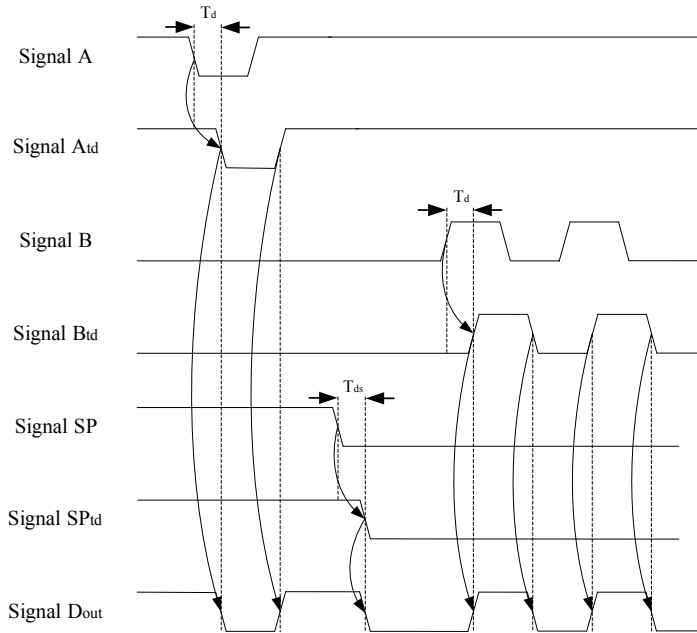 Td
Signal A
Signal Atd
Td
Signal B
Signal Btd
Tds
Signal SP
Signal SPtd
Signal Dout